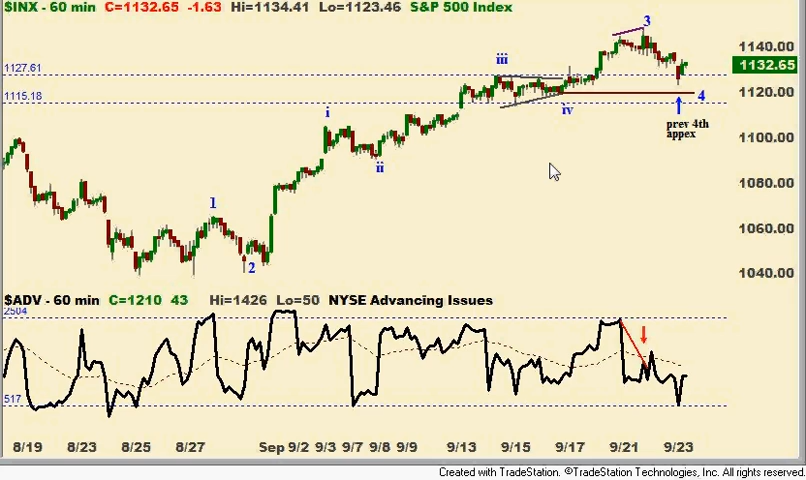 $INX - 60 min C=1132.65 -1.63 Hi=1134.41 Lo=1123.46 S&P 500 Index
3
1140.00
iii
1132.65
1127.61
1120.00
1115.18
4
iv
i
prev 4th
appex
1100.00
ii
1080.00
1
1060.00
2
1040.00
$ADV - 60 min C=1210 43 Hi=1426 Lo=50 NYSE Advancing Issues
2504
517
8/19 8/23 8/25 8/27 Sep 9/2 9/3 9/7 9/8 9/9 9/13 9/15 9/17 9/21 9/23
Created with TradeStation. ©TradeStation Technologies, Inc. All rights reserved.